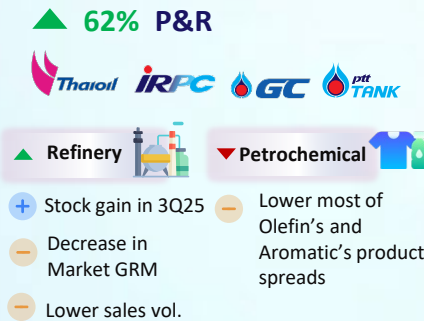 62% P&R
Thaioil IRPC GC ptt TANK
Refinery
Stock gain in 3Q25
Decrease in
Market GRM
Lower sales vol.
Petrochemical
Lower most of
Olefin's and
Aromatic's product
spreads